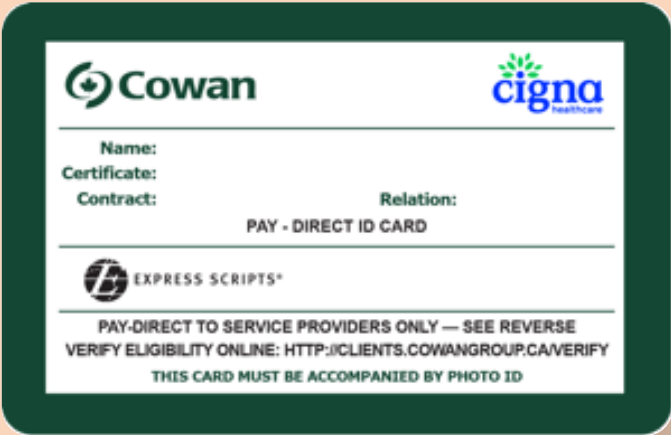 Cowan
cigna
healthcare
Name:
Certificate:
Contract: Relation:
PAY - DIRECT ID CARD
EXPRESS SCRIPTS®
PAY-DIRECT TO SERVICE PROVIDERS ONLY — SEE REVERSE
VERIFY ELIGIBILITY ONLINE: HTTP://CLIENTS.COWANGROUP.CA/VERIFY
THIS CARD MUST BE ACCOMPANIED BY PHOTO ID